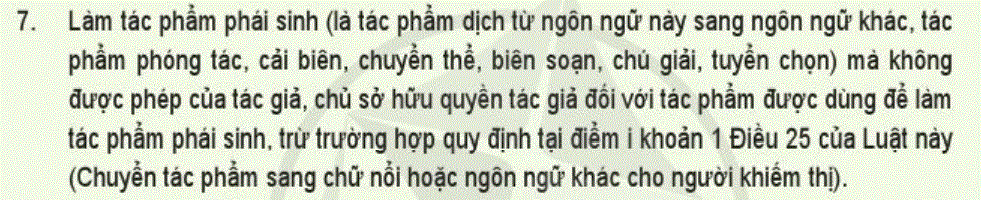 7. Làm tác phẩm phái sinh (là tác phẩm dịch từ ngôn ngữ này sang ngôn ngữ khác, tác
phẩm phóng tác, cải biên, chuyển thể, biên soạn, chú giải, tuyển chọn) mà không
được phép của tác giả, chủ sở hữu quyền tác giả đối với tác phẩm được dùng để làm
tác phẩm phái sinh, trừ trường hợp quy định tại điểm i khoản 1 Điều 25 của Luật này
(Chuyển tác phẩm sang chữ nổi hoặc ngôn ngữ khác cho người khiếm thị).